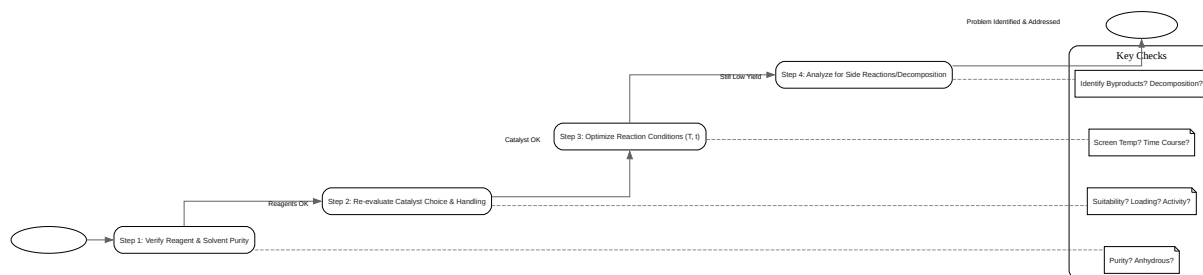 Problem Identified & Addressed
Key Checks
Step 4: Analyze for Side Reactions/Decomposition
Still Low Yield
Identify Byproducts? Decomposition?
Catalyst OK
Step 3: Optimize Reaction Conditions (T, t)
Screen Temp? Time Course?
Reagents OK
Step 2: Re-evaluate Catalyst Choice & Handling
Suitability? Loading? Activity?
Step 1: Verify Reagent & Solvent Purity
Purity? Anhydrous?